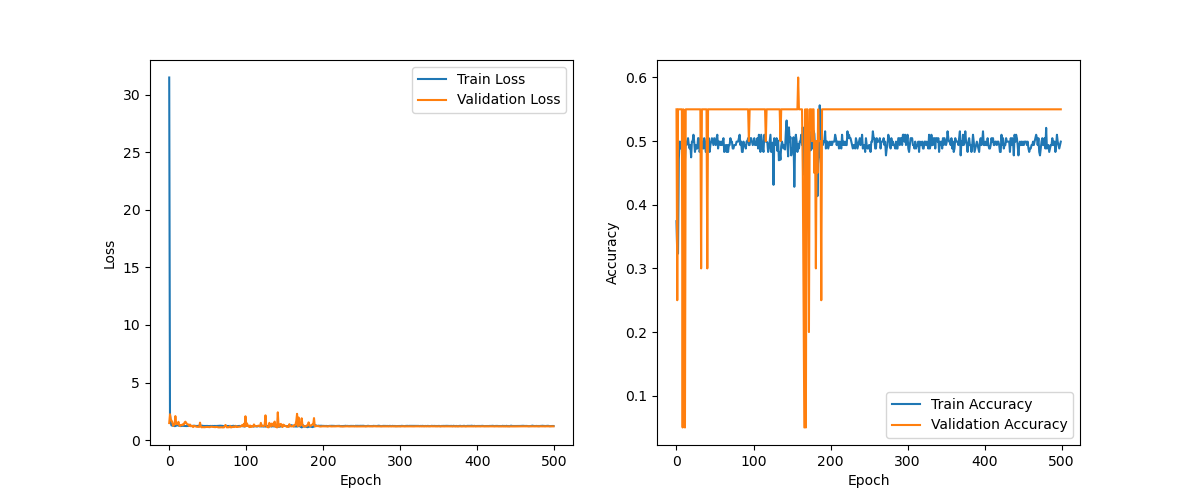 Train Loss
Validation Loss
30
25
20
15
10
5
0
Loss
0 100 200 300 400 500
Epoch
0.6
0.5
0.4
0.3
0.2
0.1
Accuracy
Train Accuracy
Validation Accuracy
0 100 200 300 400 500
Epoch